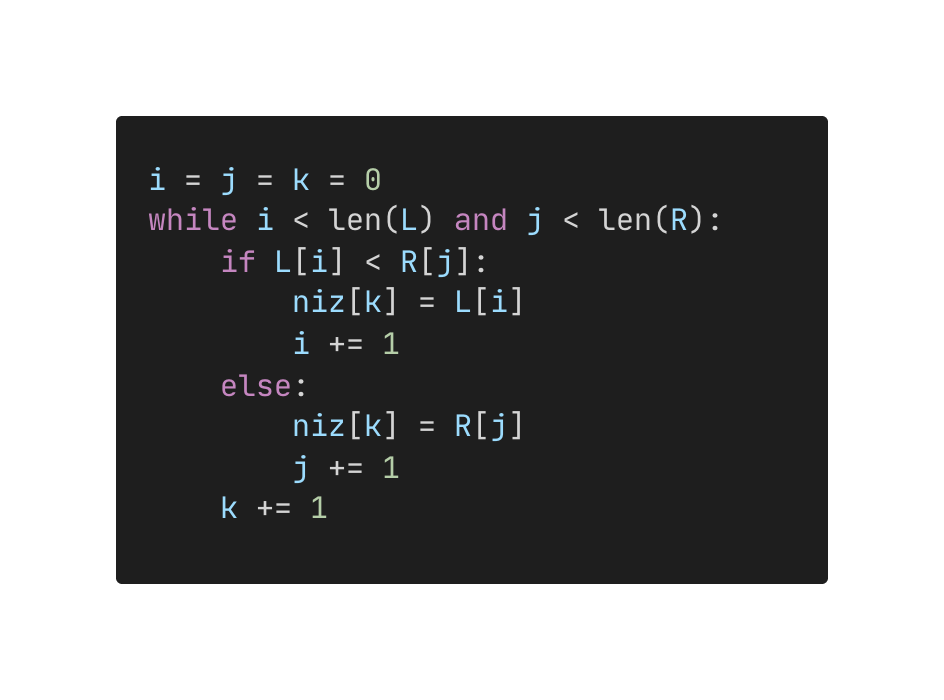 i = j = k = 0
while i < len(L) and j < len(R):
    if L[i] < R[j]:
        niz[k] = L[i]
        i += 1
    else:
        niz[k] = R[j]
        j += 1
    k += 1